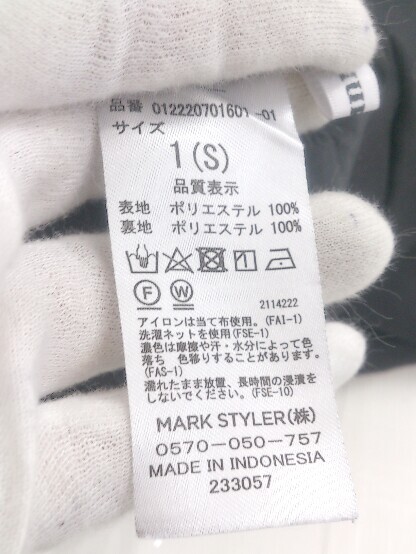 品番 012220701601 -01
サイズ
1(S)
品質表示
表地 ポリエステル 100%
裏地 ポリエステル 100%
F W
2114222
アイロンは当て布使用。(FAI-1)
洗濯ネットを使用(FSE-1)
濃色は摩擦や汗・水分によって色
落ち 色移りすることがあります。
(FAS-1)
濡れたまま放置、長時間の浸漬を
しないでください。(FSE-10)
MARK STYLER(株)
0570-050-757
MADE IN INDONESIA
233057